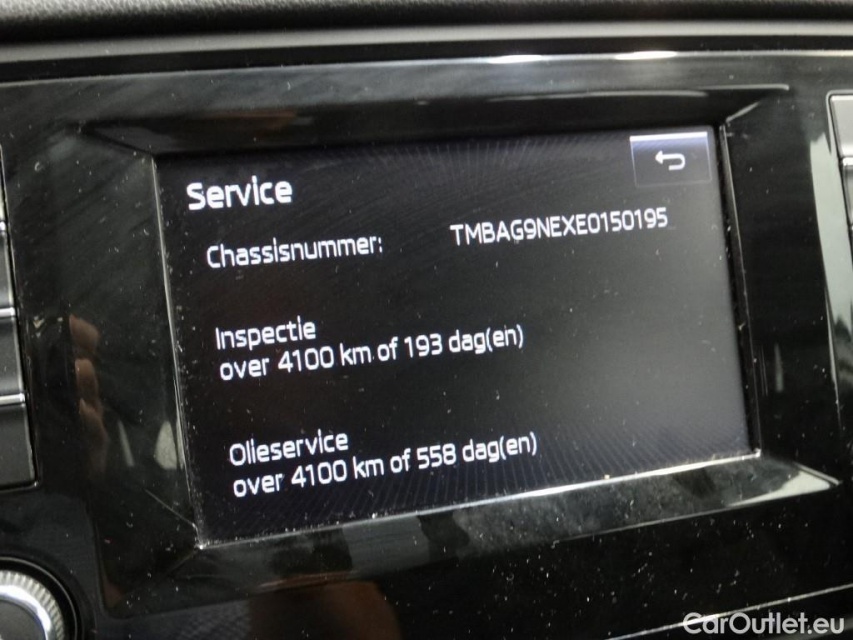 Service
Chassisnummer: TMBAG9NEXE0150195
Inspectie
over 4100 km of 193 dag(en)
Olieservice
over 4100 km of 558 dag(en)
CarOutlet.eu